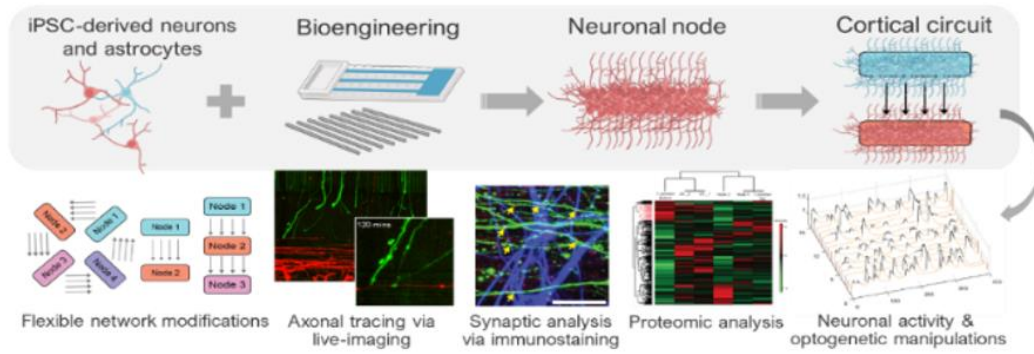 iPSC-derived neurons
and astrocytes
Bioengineering
Neuronal node
Cortical circuit
Node 2
Node 1
Node 3
Node 4
Node 1
Node 2
Node 1
Node 2
Node 3
120 mins
Flexible network modifications
Axonal tracing via
live-imaging
Synaptic analysis
via immunostaining
Proteomic analysis
Neuronal activity &
optogenetic manipulations